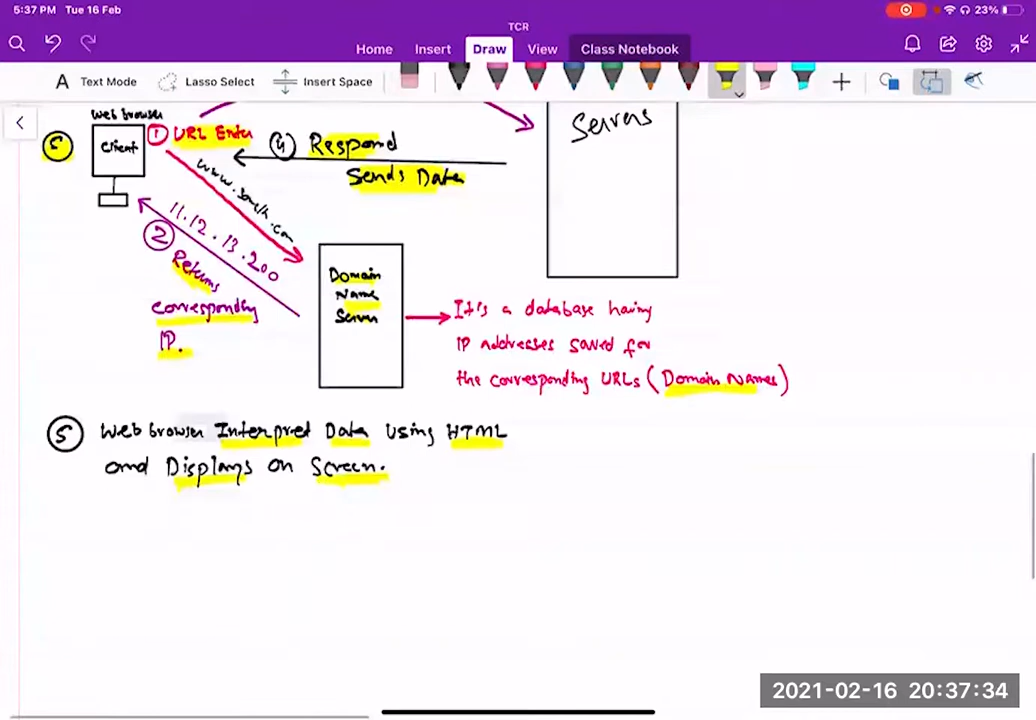 5:37 PM Tue 16 Feb
23%
TCR
Home Insert Draw View Class Notebook
A Text Mode Lasso Select Insert Space
Web browser
5
Client
1 URL Enter
4 Respond
Sends Data
Servers
11.12.13.200
2 Returns
correspondly
IP.
Domain
Name
Server
It's a database having
IP addresses saved for
the corresponding URLs (Domain Names)
5 Web browser Interpret Data using HTML
and Displays on Screen.
2021-02-16 20:37:34